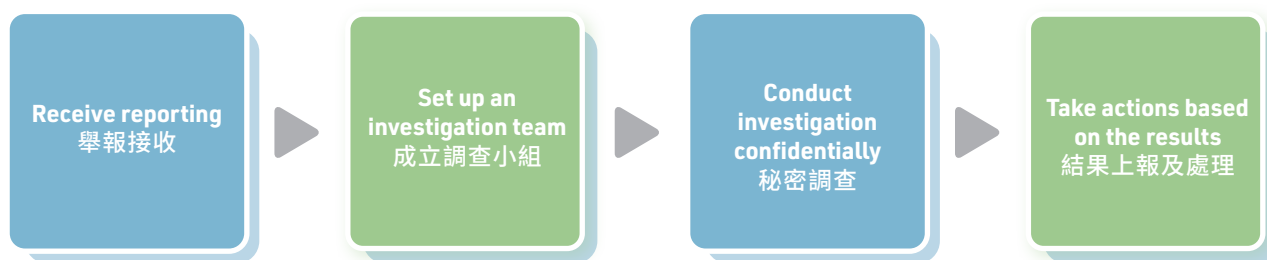 Receive reporting
舉報接收
Set up an
investigation team
成立調查小組
Conduct
investigation
confidentially
秘密調查
Take actions based
on the results
結果上報及處理